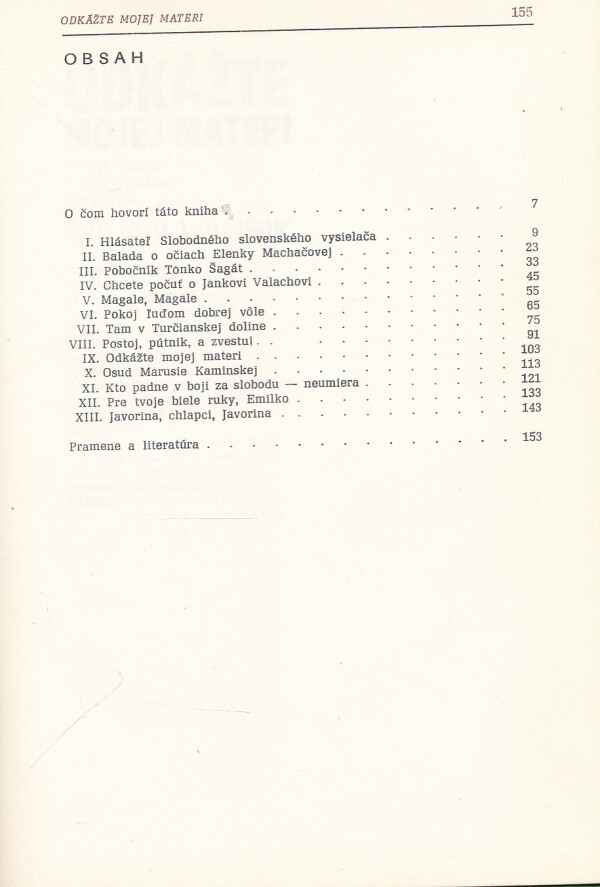 ODKÁŽTE MOJEJ MATERI 155
OBSAH
O čom hovorí táto kniha . . . . . . . . . . . . 7
I. Hlásateľ Slobodného slovenského vysielača . . . . . . 9
II. Balada o očiach Elenky Machačovej . . . . . . . . 23
III. Pobočník Tonko Šagát . . . . . . . . . . . 33
IV. Chcete počuť o Jankovi Valachovi . . . . . . . . 45
V. Magale, Magale . . . . . . . . . . . . . 55
VI. Pokoj ľuďom dobrej vôle . . . . . . . . . . 65
VII. Tam v Turčianskej doline . . . . . . . . . . 75
VIII. Postoj, pútnik, a zvestuj . . . . . . . . . . 91
IX. Odkážte mojej materi . . . . . . . . . . . 103
X. Osud Marusie Kaminskej . . . . . . . . . . 113
XI. Kto padne v boji za slobodu — neumiera . . . . . . . 121
XII. Pre tvoje biele ruky, Emilko . . . . . . . . . 133
XIII. Javorina, chlapci, Javorina . . . . . . . . . . 143
Pramene a literatúra . . . . . . . . . . . . . 153